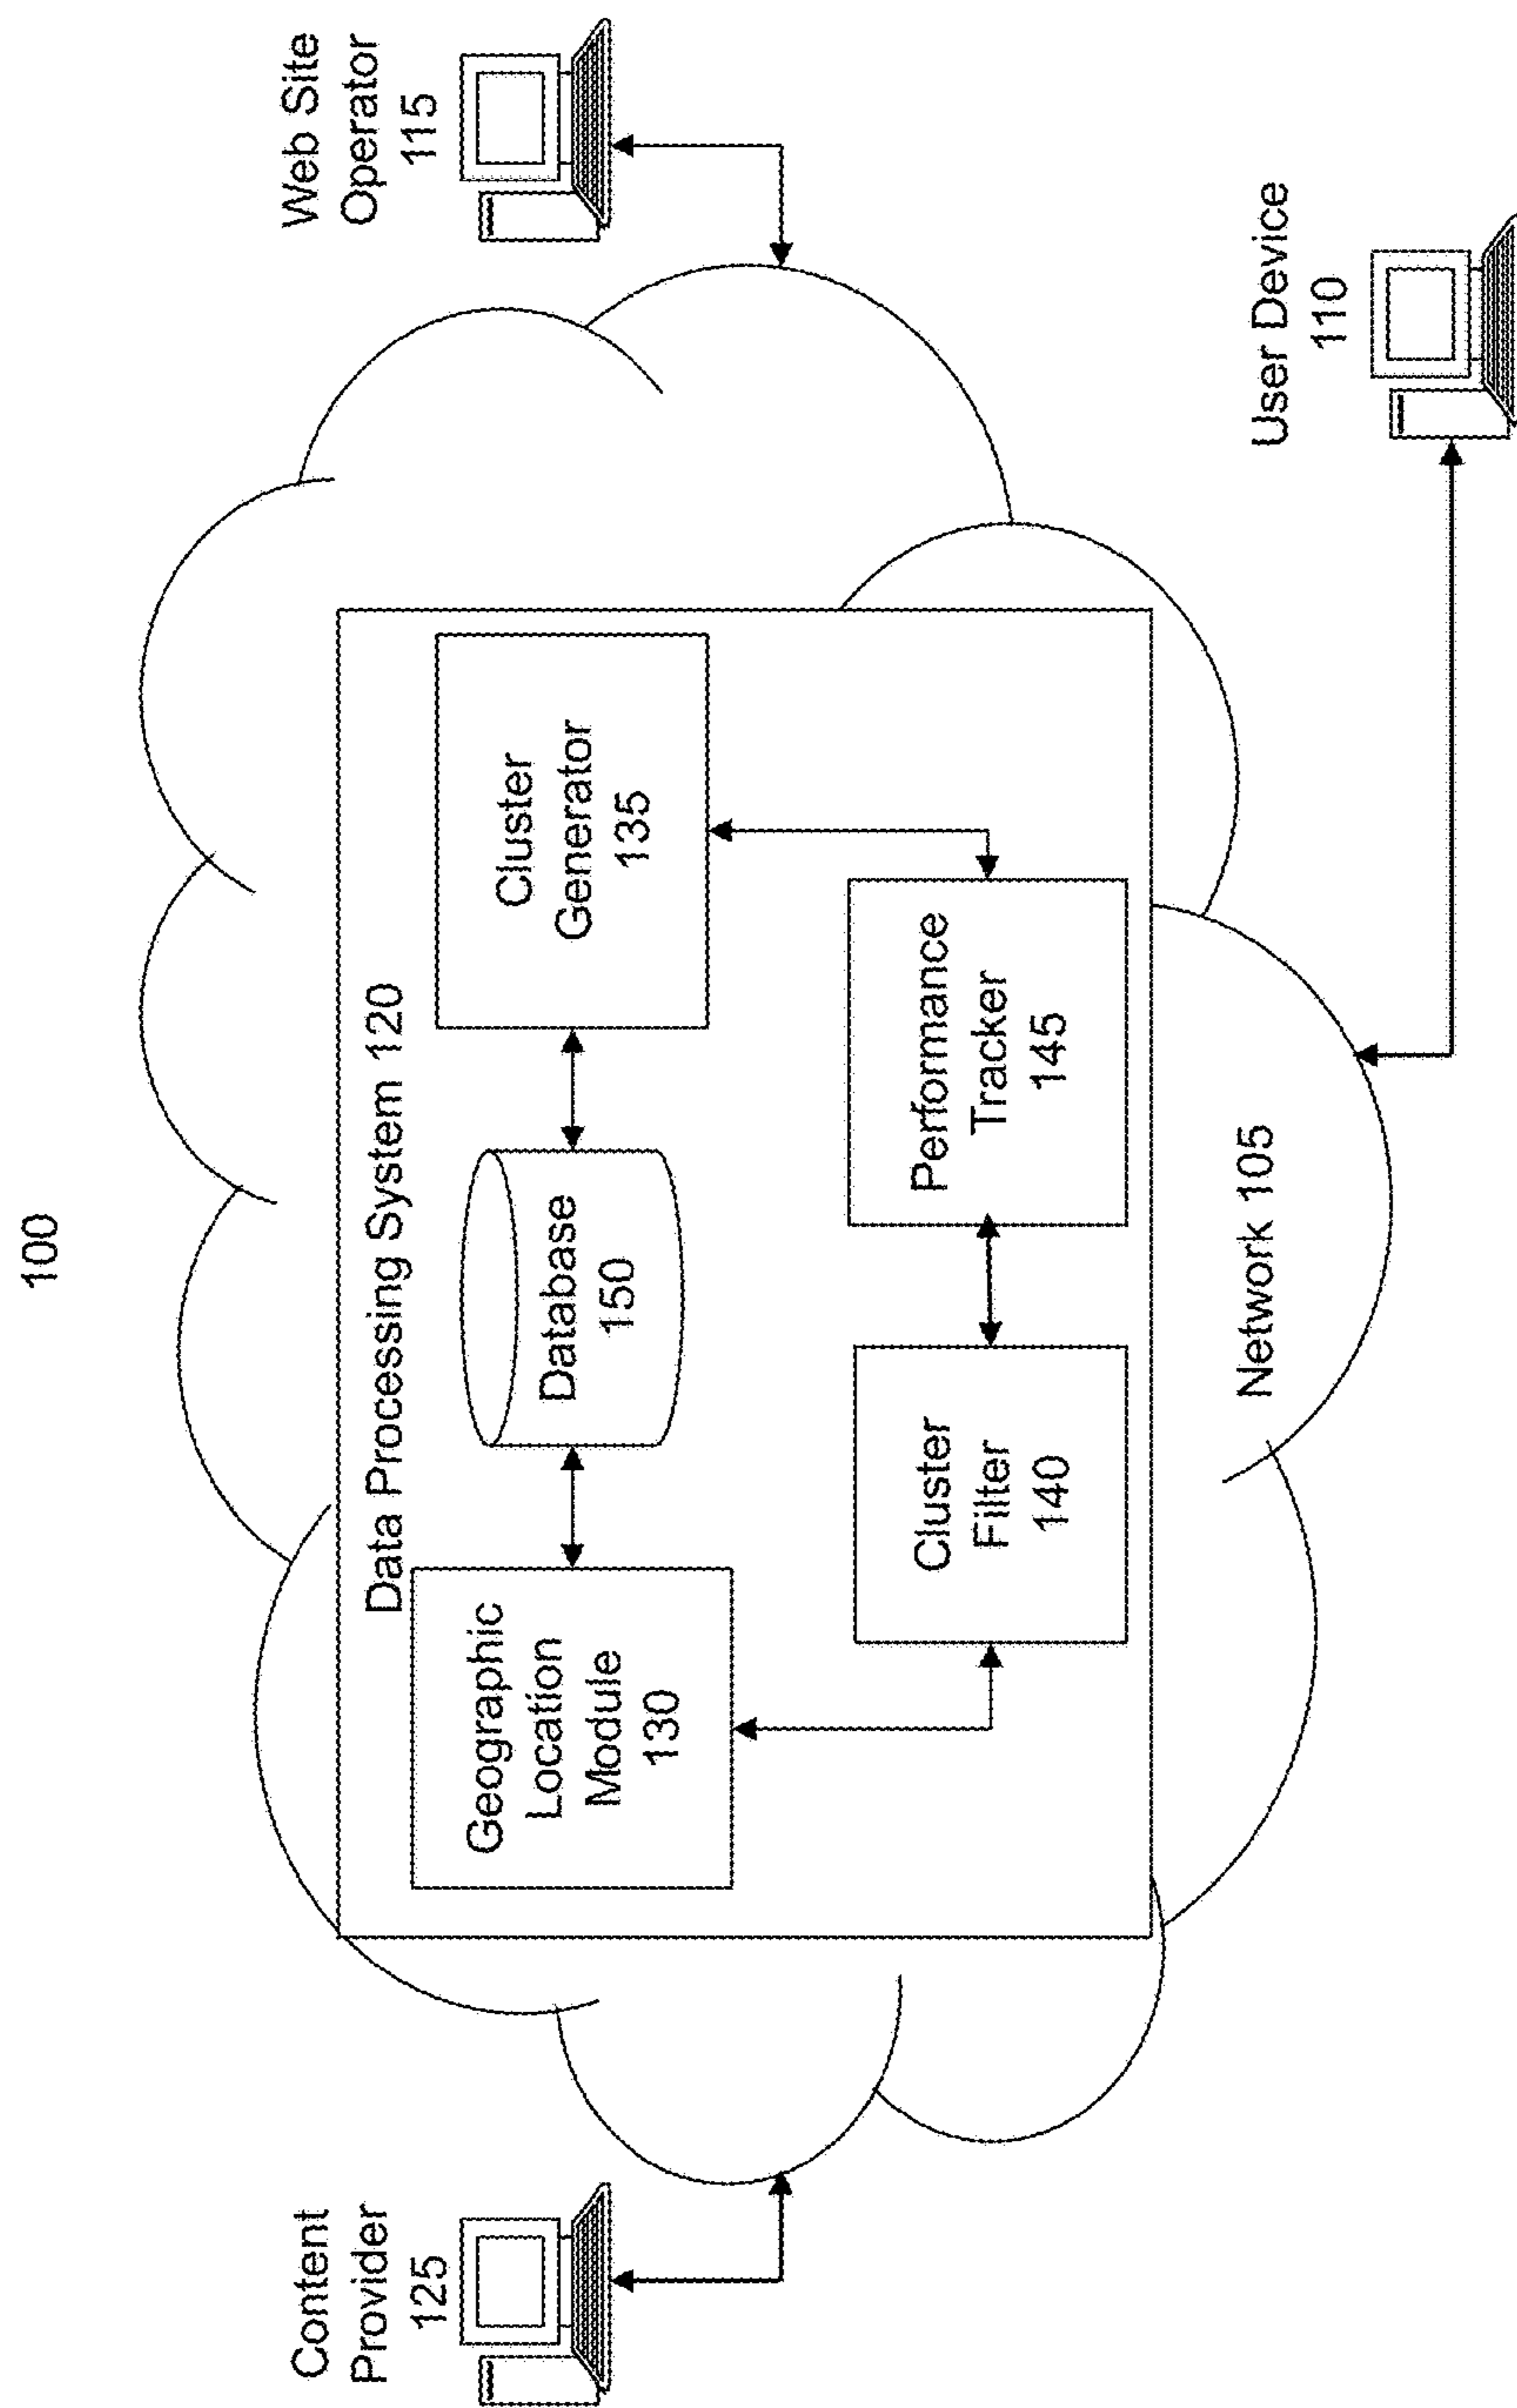 100
Content
Provider
125
Web Site
Operator
115
Data Processing System 120
Geographic
Location
Module
130
Database
150
Cluster
Generator
135
Cluster
Filter
140
Performance
Tracker
145
Network 105
User Device
110